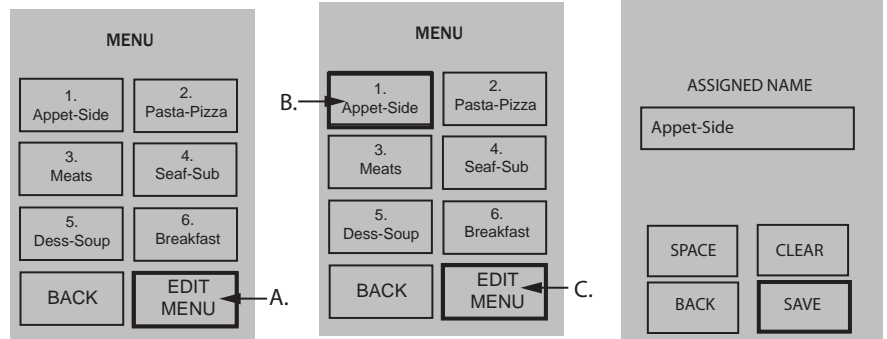 MENU
1.
Appet-Side
2.
Pasta-Pizza
3.
Meats
4.
Seaf-Sub
5.
Dess-Soup
6.
Breakfast
BACK
EDIT
MENU
A.
MENU
B.
1.
Appet-Side
2.
Pasta-Pizza
3.
Meats
4.
Seaf-Sub
5.
Dess-Soup
6.
Breakfast
BACK
EDIT
MENU
C.
ASSIGNED NAME
Appet-Side
SPACE
CLEAR
BACK
SAVE